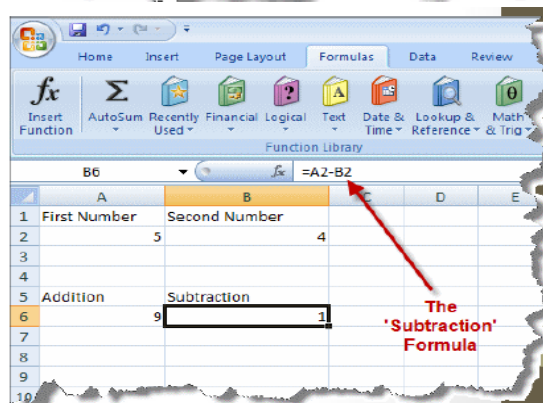 Home Insert Page Layout Formulas Data Review
fx Σ ? A θ
Insert Function AutoSum Recently Used Financial Logical Text Date & Time Lookup & Reference Math & Trig
Function Library
B6 fx =A2-B2
A B C D E
1 First Number Second Number
2 5 4
3
4
5 Addition Subtraction
6 9 1
7
8
9
10
The
'Subtraction'
Formula